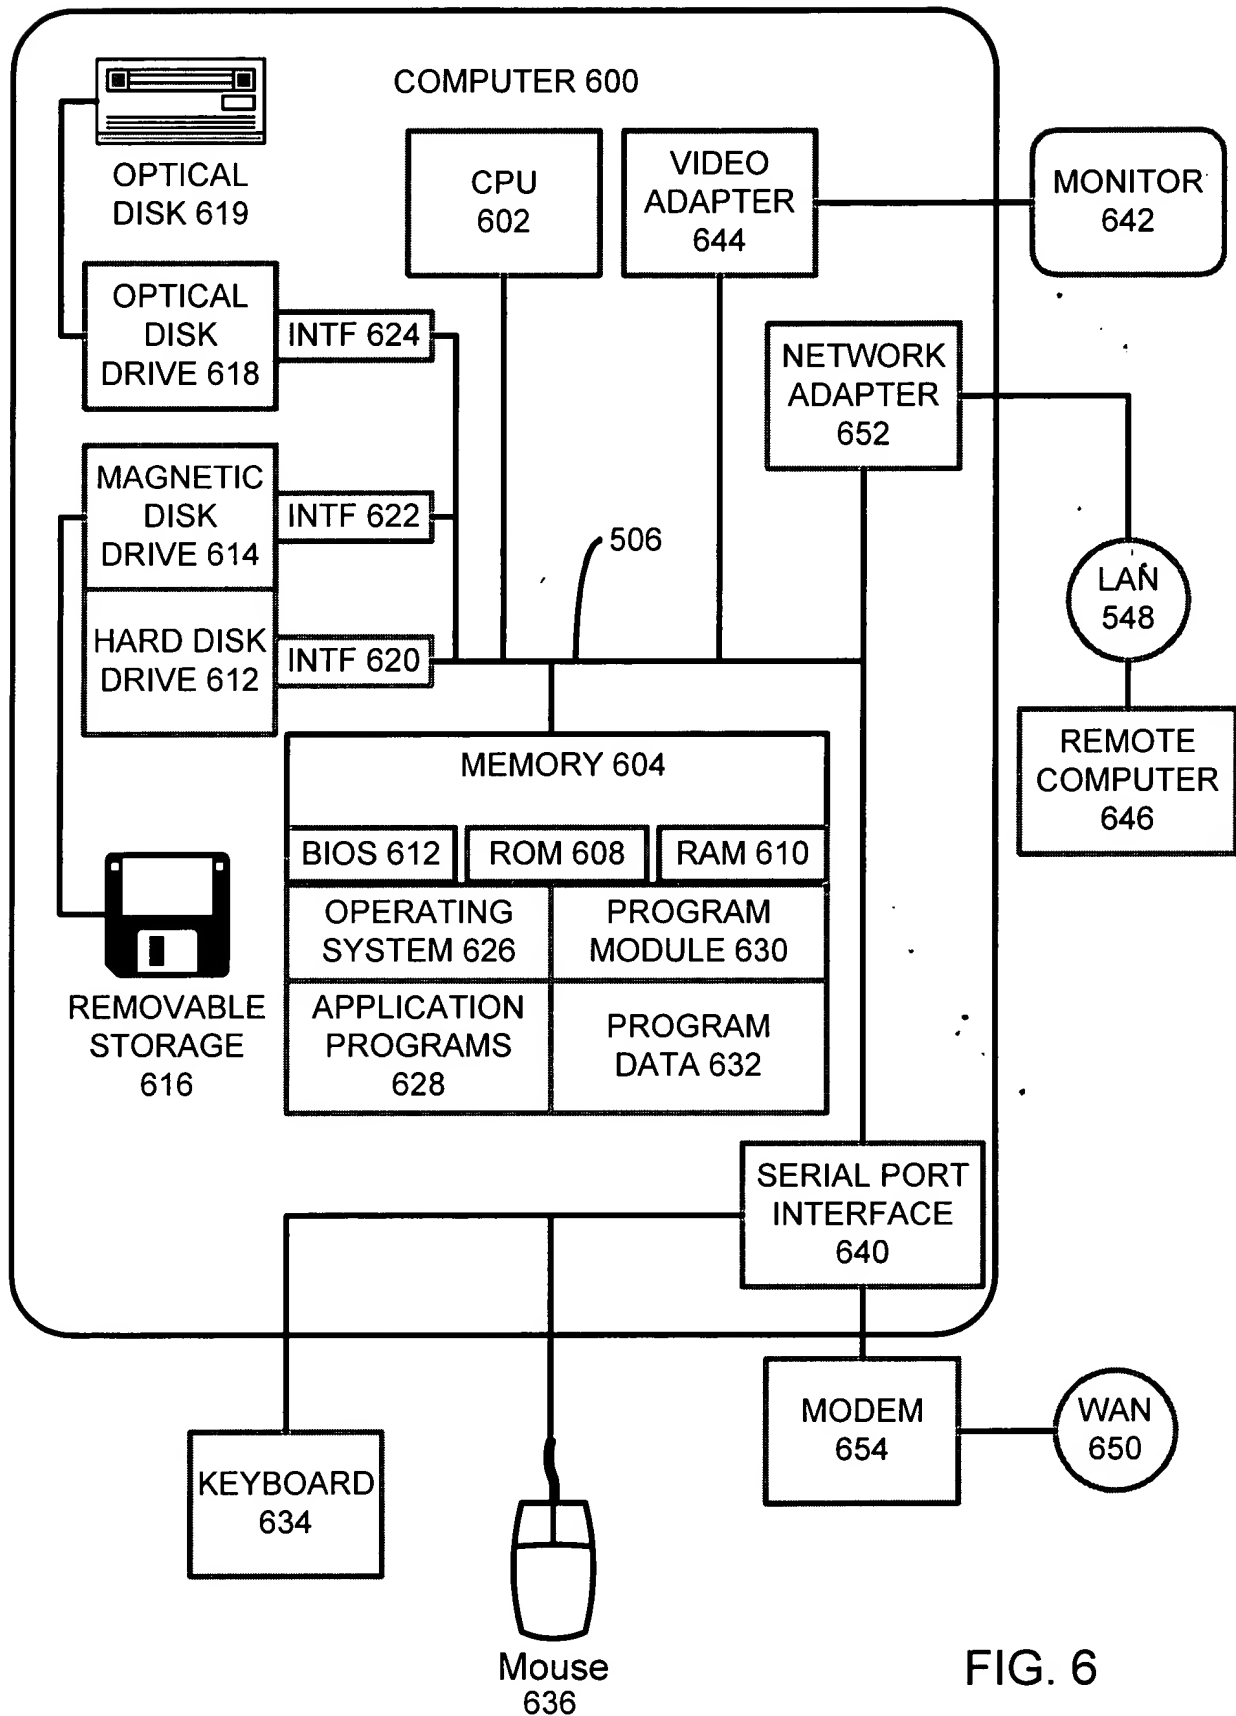 COMPUTER 600
OPTICAL
DISK 619
CPU
602
VIDEO
ADAPTER
644
MONITOR
642
OPTICAL
DISK
DRIVE 618
INTF 624
NETWORK
ADAPTER
652
MAGNETIC
DISK
DRIVE 614
INTF 622
506
LAN
548
HARD DISK
DRIVE 612
INTF 620
REMOTE
COMPUTER
646
MEMORY 604
BIOS 612
ROM 608
RAM 610
OPERATING
SYSTEM 626
PROGRAM
MODULE 630
REMOVABLE
STORAGE
616
APPLICATION
PROGRAMS
628
PROGRAM
DATA 632
SERIAL PORT
INTERFACE
640
MODEM
654
WAN
650
KEYBOARD
634
Mouse
636
FIG. 6